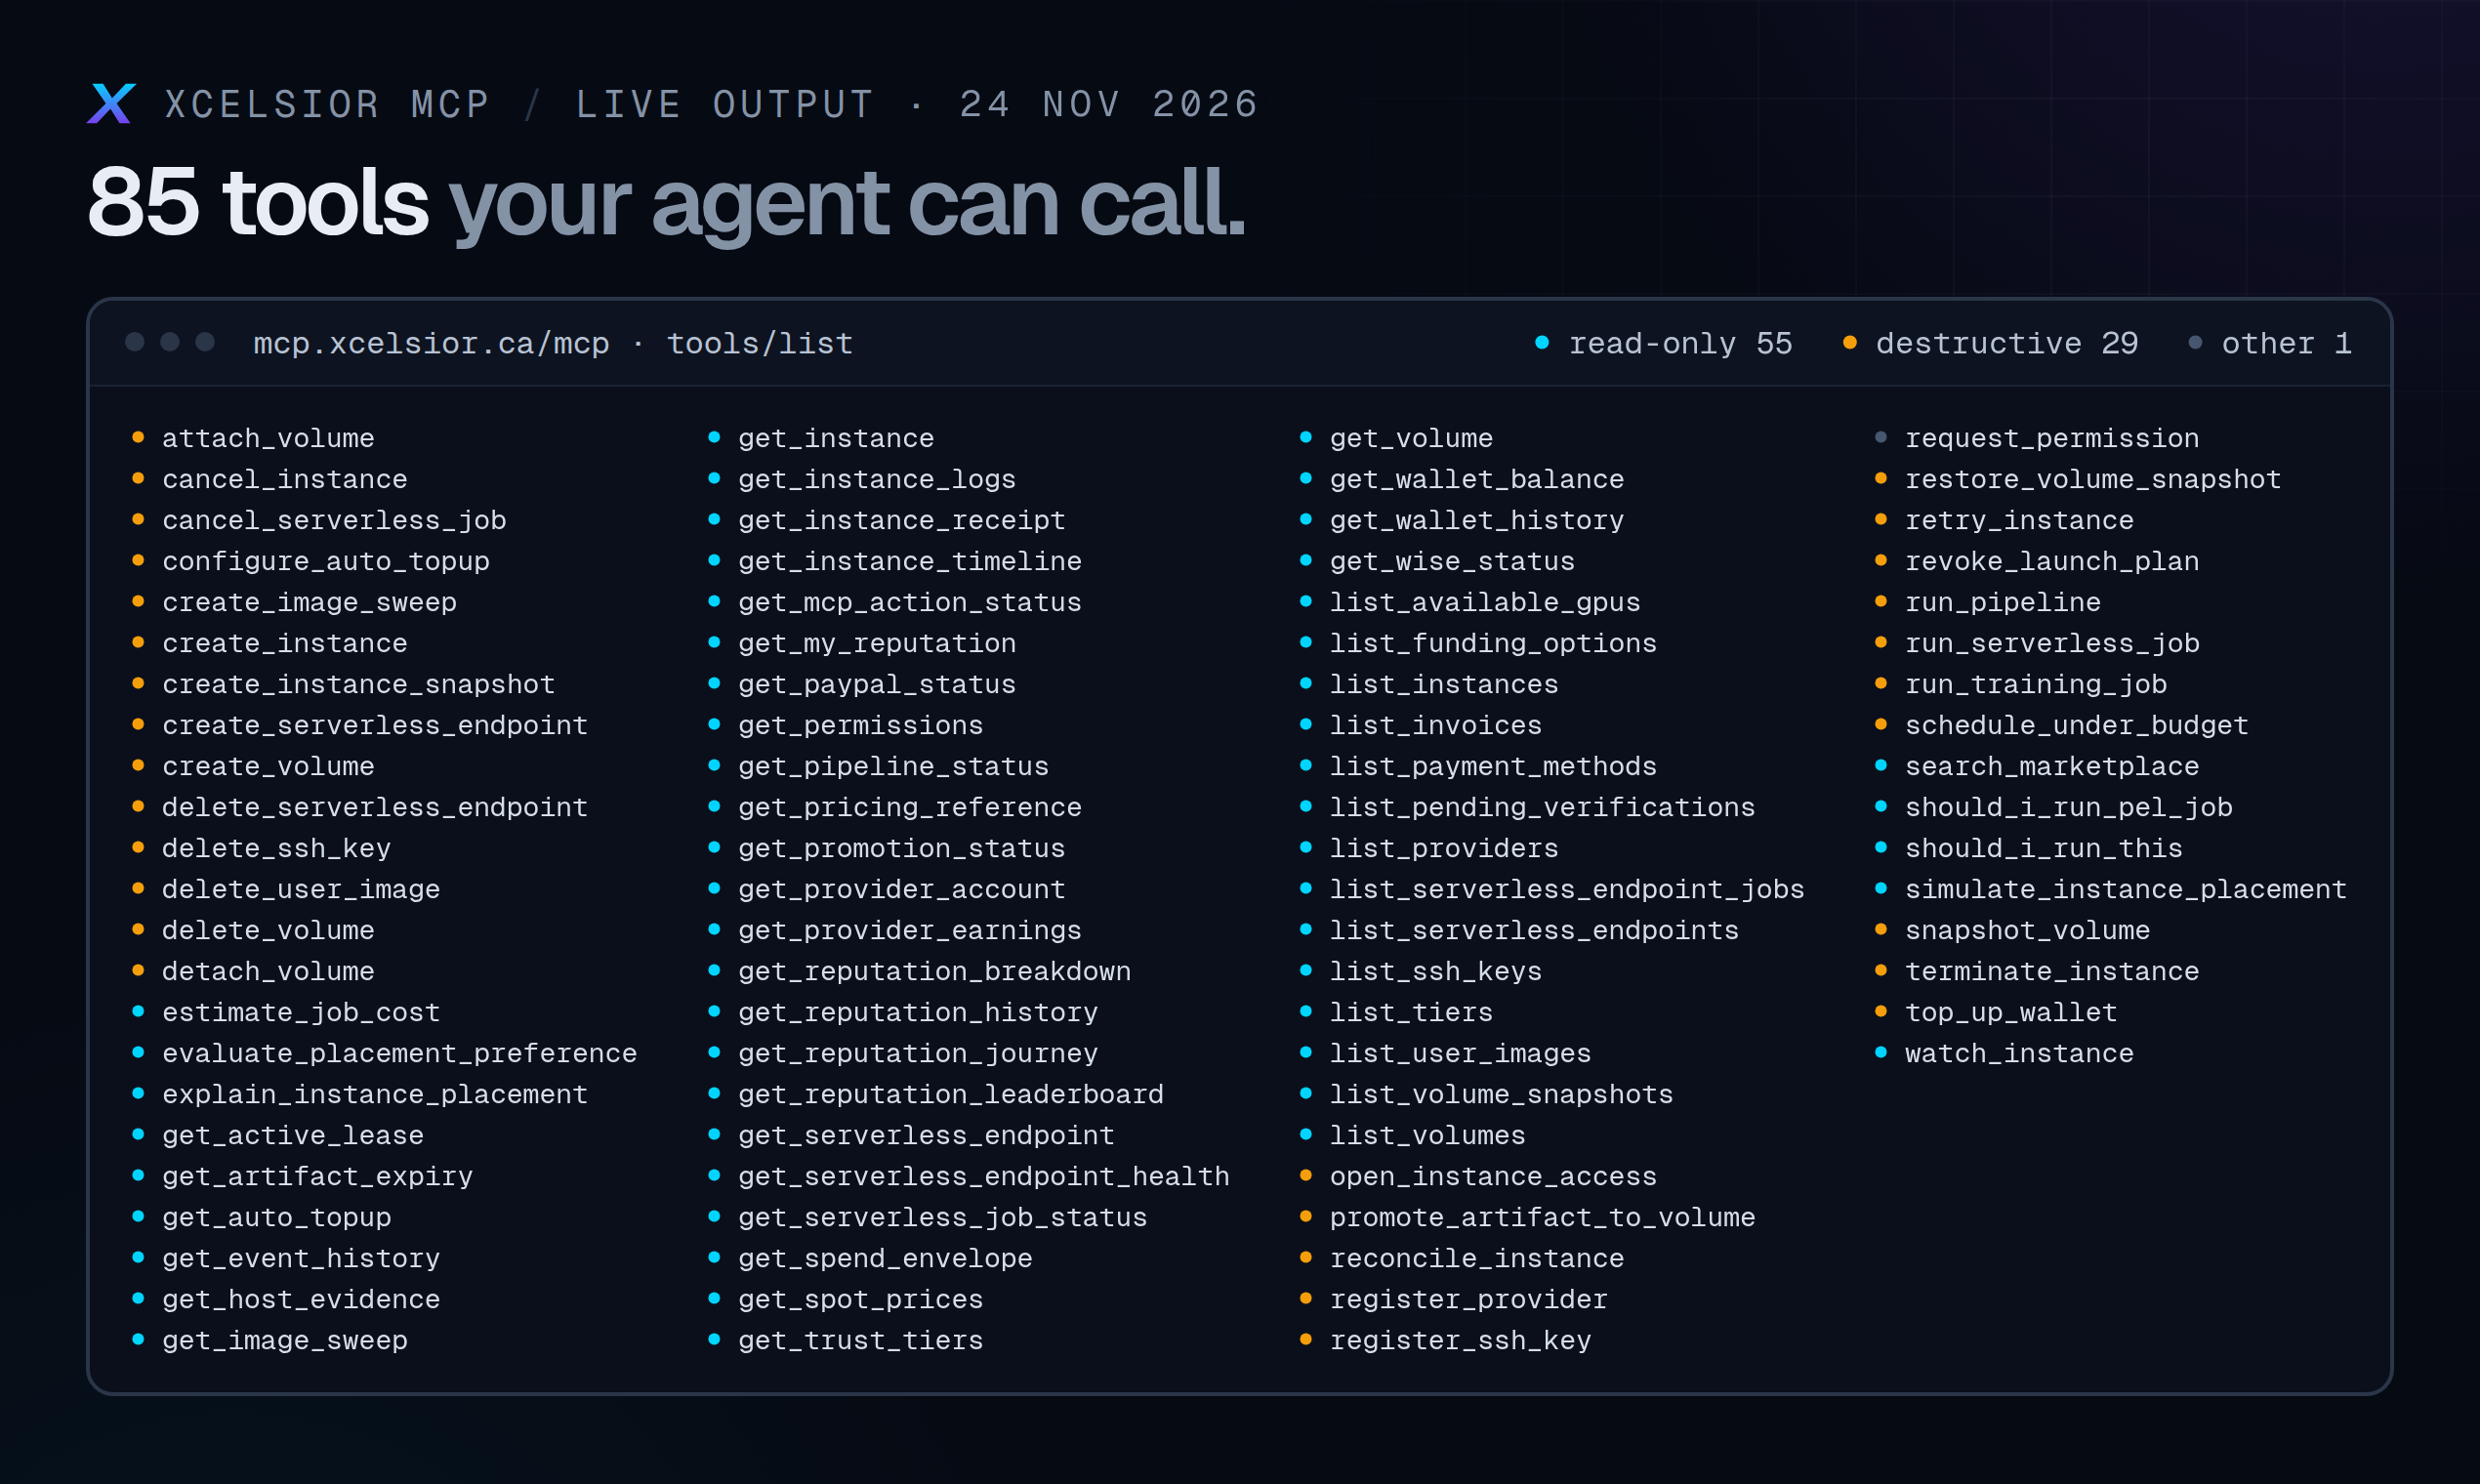 XCELSIOR MCP / LIVE OUTPUT · 24 NOV 2026
85 tools your agent can call.
mcp.xcelsior.ca/mcp · tools/list
read-only 55
destructive 29
other 1
attach_volume
cancel_instance
cancel_serverless_job
configure_auto_topup
create_image_sweep
create_instance
create_instance_snapshot
create_serverless_endpoint
create_volume
delete_serverless_endpoint
delete_ssh_key
delete_user_image
delete_volume
detach_volume
estimate_job_cost
evaluate_placement_preference
explain_instance_placement
get_active_lease
get_artifact_expiry
get_auto_topup
get_event_history
get_host_evidence
get_image_sweep
get_instance
get_instance_logs
get_instance_receipt
get_instance_timeline
get_mcp_action_status
get_my_reputation
get_paypal_status
get_permissions
get_pipeline_status
get_pricing_reference
get_promotion_status
get_provider_account
get_provider_earnings
get_reputation_breakdown
get_reputation_history
get_reputation_journey
get_reputation_leaderboard
get_serverless_endpoint
get_serverless_endpoint_health
get_serverless_job_status
get_spend_envelope
get_spot_prices
get_trust_tiers
get_volume
get_wallet_balance
get_wallet_history
get_wise_status
list_available_gpus
list_funding_options
list_instances
list_invoices
list_payment_methods
list_pending_verifications
list_providers
list_serverless_endpoint_jobs
list_serverless_endpoints
list_ssh_keys
list_tiers
list_user_images
list_volume_snapshots
list_volumes
open_instance_access
promote_artifact_to_volume
reconcile_instance
register_provider
register_ssh_key
request_permission
restore_volume_snapshot
retry_instance
revoke_launch_plan
run_pipeline
run_serverless_job
run_training_job
schedule_under_budget
search_marketplace
should_i_run_pel_job
should_i_run_this
simulate_instance_placement
snapshot_volume
terminate_instance
top_up_wallet
watch_instance